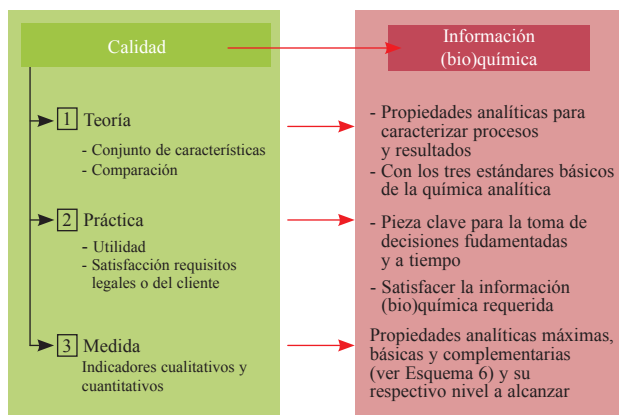 Calidad
Información
(bio)química
1 Teoría
- Conjunto de características
- Comparación
- Propiedades analíticas para
caracterizar procesos
y resultados
- Con los tres estándares básicos
de la química analítica
2 Práctica
- Utilidad
- Satisfacción requisitos
legales o del cliente
- Pieza clave para la toma de
decisiones fudamentadas
y a tiempo
- Satisfacer la información
(bio)química requerida
3 Medida
Indicadores cualitativos y
cuantitativos
Propiedades analíticas máximas,
básicas y complementarias
(ver Esquema 6) y su
respectivo nivel a alcanzar